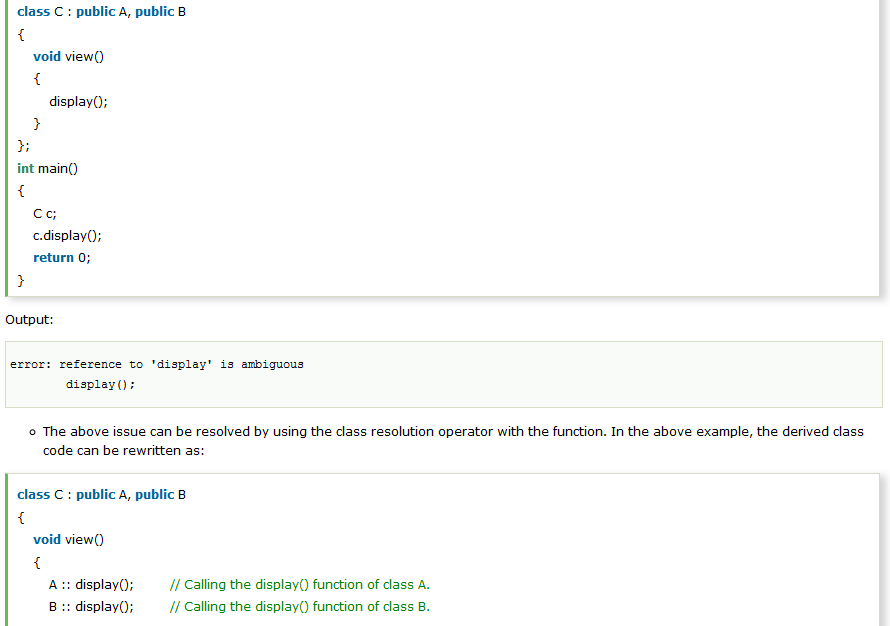 class C : public A, public B
{
void view()
{
display();
}
};
int main()
{
C c;
c.display();
return 0;
}
Output:
error: reference to 'display' is ambiguous
display();
The above issue can be resolved by using the class resolution operator with the function. In the above example, the derived class
code can be rewritten as:
class C : public A, public B
{
void view()
{
A :: display(); // Calling the display() function of class A.
B :: display(); // Calling the display() function of class B.